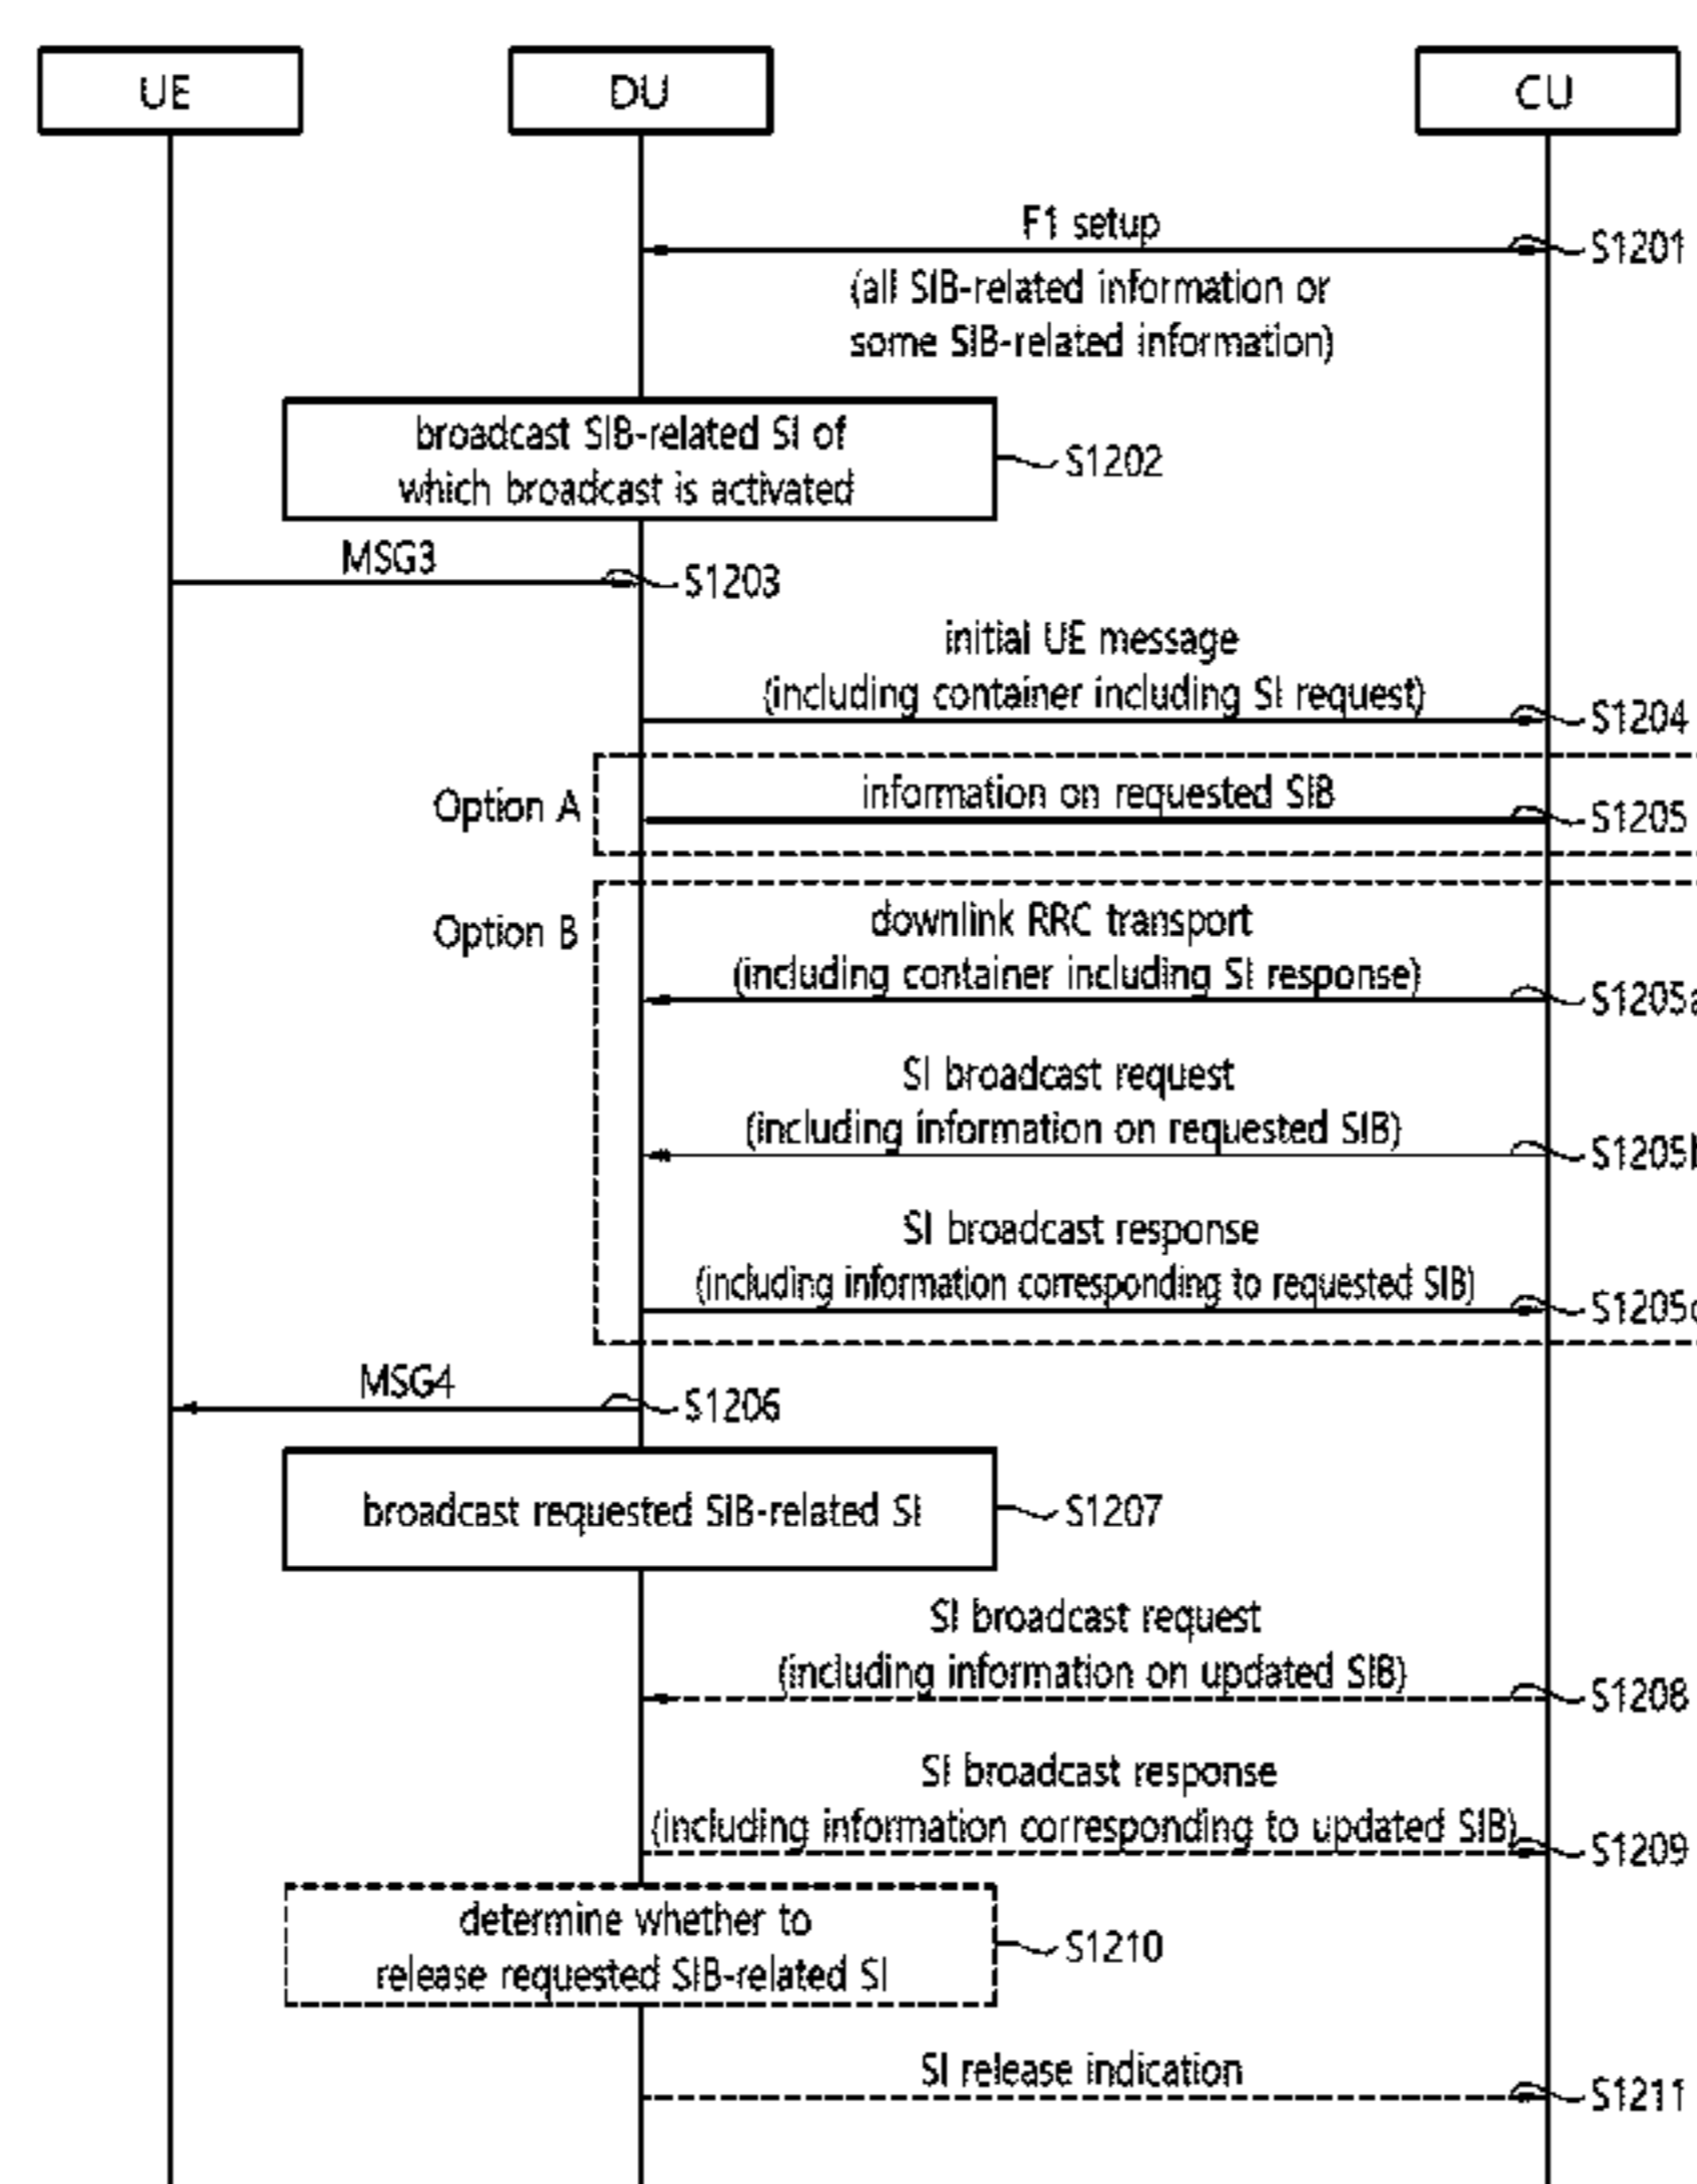 UE
DU
CU
F1 setup
S1201
(all SIB-related information or
some SIB-related information)
broadcast SIB-related SI of
which broadcast is activated
S1202
MSG3
S1203
initial UE message
(including container including SI request)
S1204
Option A
information on requested SIB
S1205
Option B
downlink RRC transport
(including container including SI response)
S1205a
SI broadcast request
(including information on requested SIB)
S1205b
SI broadcast response
(including information corresponding to requested SIB)
S1205c
MSG4
S1206
broadcast requested SIB-related SI
S1207
SI broadcast request
(including information on updated SIB)
S1208
SI broadcast response
(including information corresponding to updated SIB)
S1209
determine whether to
release requested SIB-related SI
S1210
SI release indication
S1211